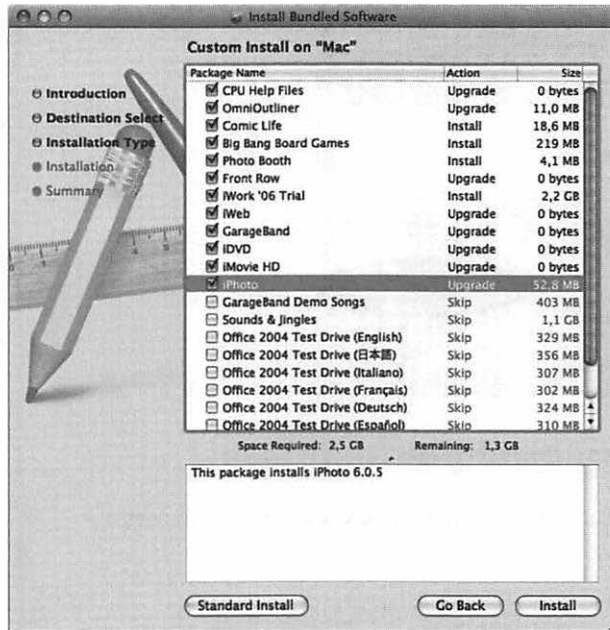 Install Bundled Software
Custom Install on "Mac"
Introduction
Destination Select
Installation Type
Installation
Summary
Package Name Action Size
CPU Help Files Upgrade 0 bytes
OmniOutliner Upgrade 11,0 MB
Comic Life Install 18,6 MB
Big Bang Board Games Install 219 MB
Photo Booth Install 4,1 MB
Front Row Upgrade 0 bytes
iWork '06 Trial Install 2,2 GB
iWeb Upgrade 0 bytes
GarageBand Upgrade 0 bytes
iDVD Upgrade 0 bytes
iMovie HD Upgrade 0 bytes
iPhoto Upgrade 52,8 MB
GarageBand Demo Songs Skip 403 MB
Sounds & Jingles Skip 1,1 GB
Office 2004 Test Drive (English) Skip 329 MB
Office 2004 Test Drive (日本語) Skip 356 MB
Office 2004 Test Drive (Italiano) Skip 307 MB
Office 2004 Test Drive (Français) Skip 302 MB
Office 2004 Test Drive (Deutsch) Skip 324 MB
Office 2004 Test Drive (Español) Skip 310 MB
Space Required: 2,5 GB Remaining: 1,3 GB
This package installs iPhoto 6.0.5
Standard Install Go Back Install